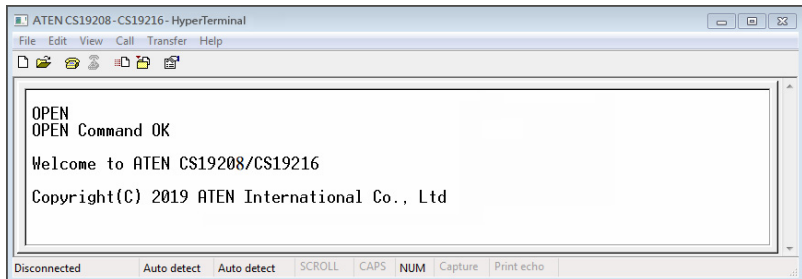 ATEN CS19208-CS19216 - HyperTerminal
File Edit View Call Transfer Help
OPEN
OPEN Command OK
Welcome to ATEN CS19208/CS19216
Copyright(C) 2019 ATEN International Co., Ltd
Disconnected Auto detect Auto detect SCROLL CAPS NUM Capture Print echo